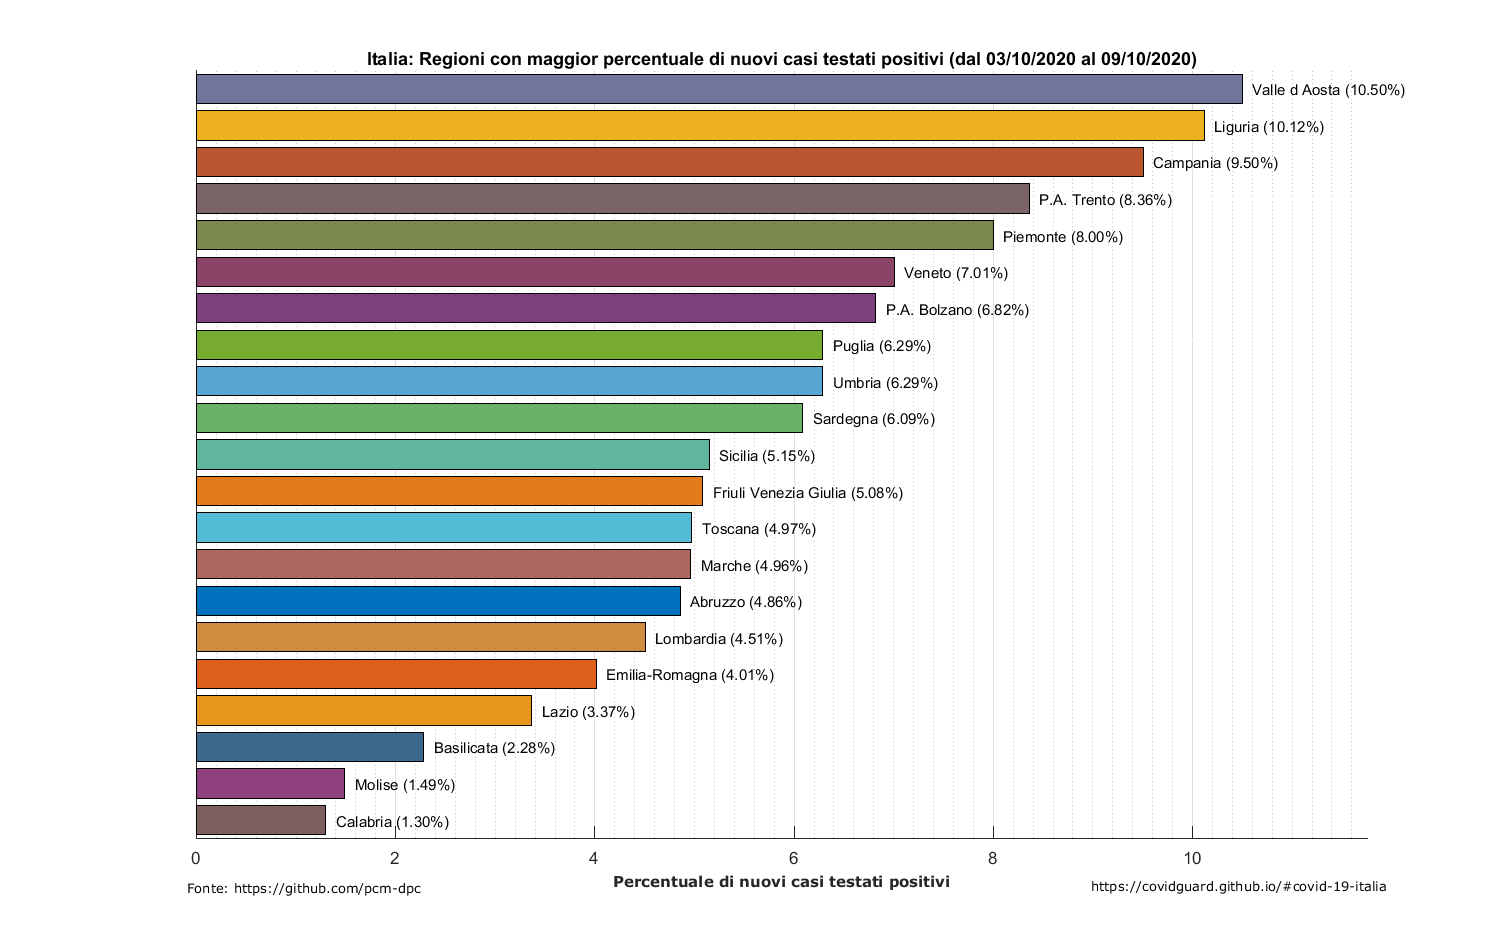 Italia: Regioni con maggior percentuale di nuovi casi testati positivi (dal 03/10/2020 al 09/10/2020)
Valle d Aosta (10.50%)
Liguria (10.12%)
Campania (9.50%)
P.A. Trento (8.36%)
Piemonte (8.00%)
Veneto (7.01%)
P.A. Bolzano (6.82%)
Puglia (6.29%)
Umbria (6.29%)
Sardegna (6.09%)
Sicilia (5.15%)
Friuli Venezia Giulia (5.08%)
Toscana (4.97%)
Marche (4.96%)
Abruzzo (4.86%)
Lombardia (4.51%)
Emilia-Romagna (4.01%)
Lazio (3.37%)
Basilicata (2.28%)
Molise (1.49%)
Calabria (1.30%)
0 2 4 6 8 10
Percentuale di nuovi casi testati positivi
Fonte: https://github.com/pcm-dpc
https://covidguard.github.io/#covid-19-italia